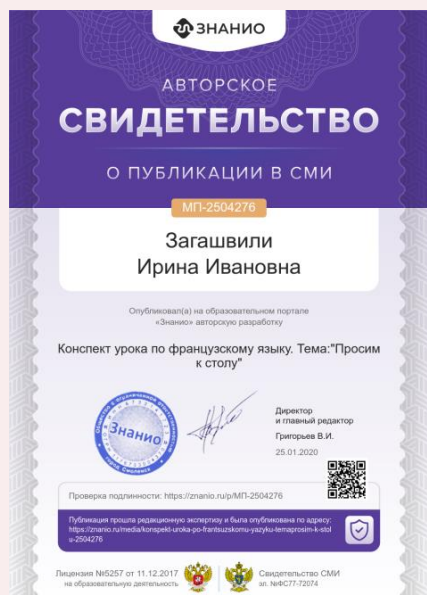 ЗНАНИО
АВТОРСКОЕ
СВИДЕТЕЛЬСТВО
О ПУБЛИКАЦИИ В СМИ
МП-2504276
Загашвили
Ирина Ивановна
Опубликовал(а) на образовательном портале
«Знанио» авторскую разработку
Конспект урока по французскому языку. Тема:"Просим
к столу"
Знанио
Директор
и главный редактор
Григорьев В.И.
25.01.2020
Проверка подлинности: https://znanio.ru/p/МП-2504276
Публикация прошла редакционную экспертизу и была опубликована по адресу:
https://znanio.ru/media/konspekt-uroka-po-frantsuzskomu-yazyku-temaprosim-k-stol
u-2504276
Лицензия №5257 от 11.12.2017
на образовательную деятельность
Свидетельство СМИ
эл. №ФС77-72074